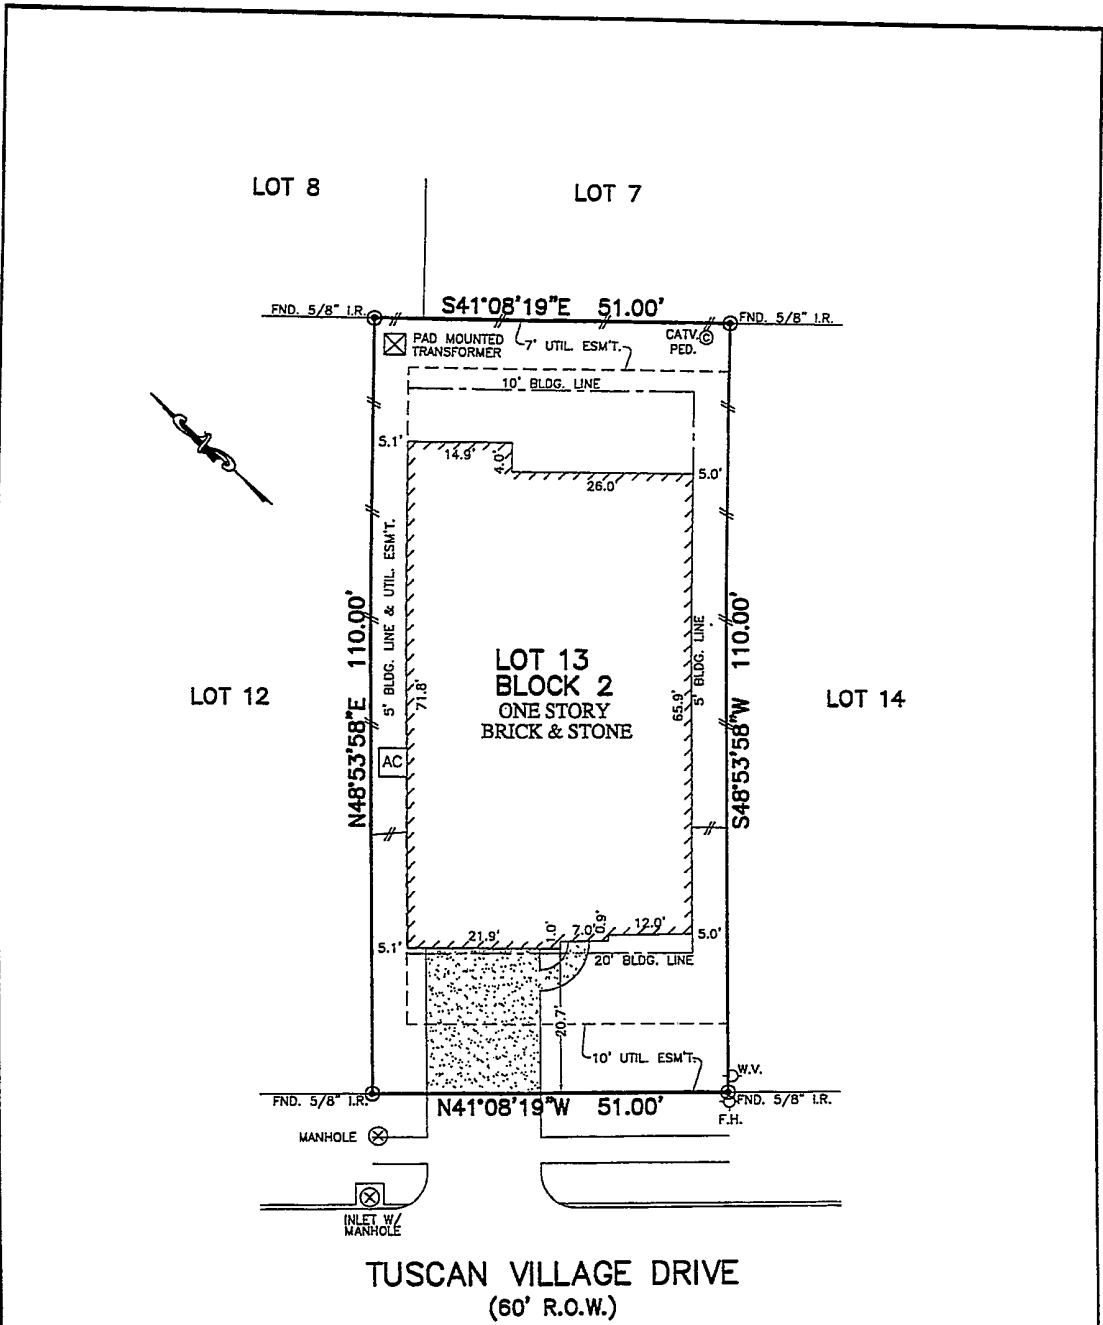 LOT 8
LOT 7
S41°08'19"E 51.00'
FND. 5/8" I.R.
FND. 5/8" I.R.
PAD MOUNTED
TRANSFORMER
7' UTIL. ESM'T.
CATV.
PED.
C
10' BLDG. LINE
5.1'
14.9'
4.0'
26.0'
5.0'
5' BLDG. LINE & UTIL. ESM'T.
N48°53'58"E 110.00'
71.8'
LOT 12
LOT 13
BLOCK 2
ONE STORY
BRICK & STONE
65.9'
5' BLDG. LINE
S48°53'58"W 110.00'
LOT 14
AC
5.1'
21.9'
1.0'
7.0'
0.9'
12.0'
5.0'
20' BLDG. LINE
20.7'
10' UTIL. ESM'T.
W.V.
FND. 5/8" I.R.
N41°08'19"W 51.00'
FND. 5/8" I.R.
F.H.
MANHOLE
INLET W/
MANHOLE
TUSCAN VILLAGE DRIVE
(60' R.O.W.)